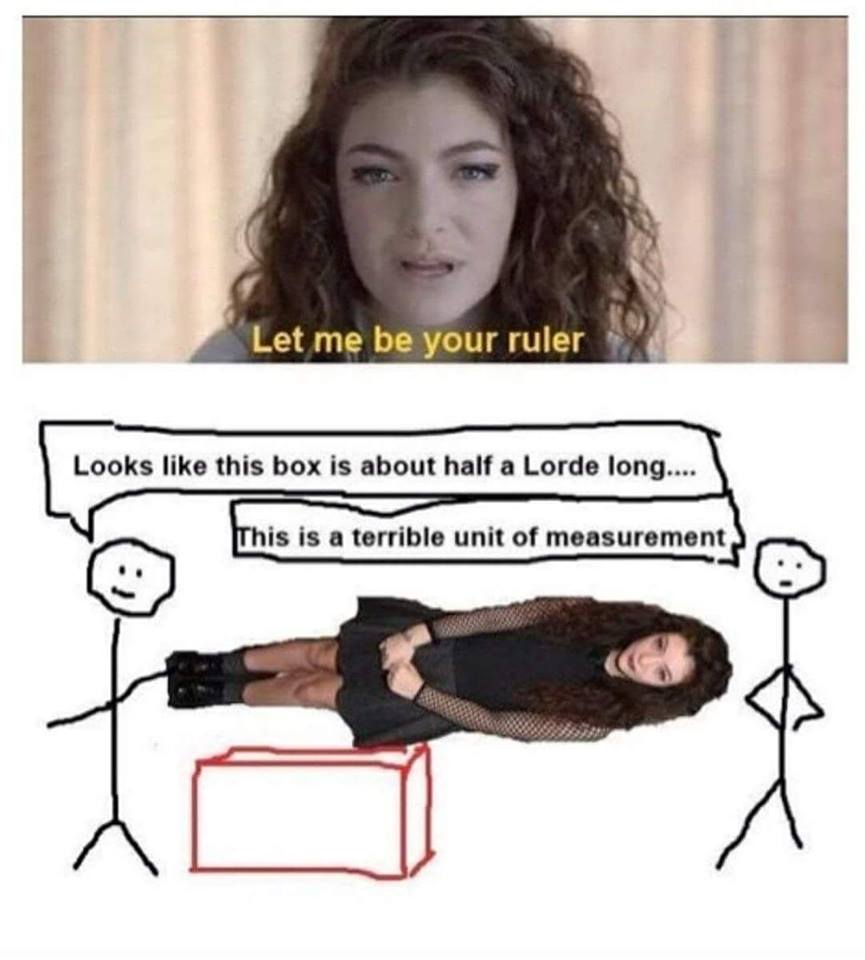 Let me be your ruler
Looks like this box is about half a Lorde long....
This is a terrible unit of measurement